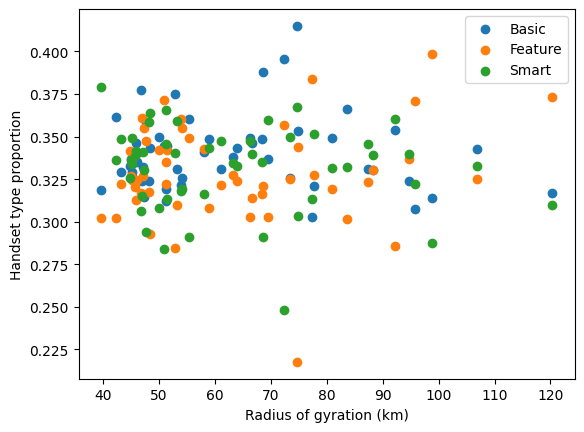 Basic
Feature
Smart
0.400
0.375
0.350
0.325
0.300
0.275
0.250
0.225
Handset type proportion
40 50 60 70 80 90 100 110 120
Radius of gyration (km)